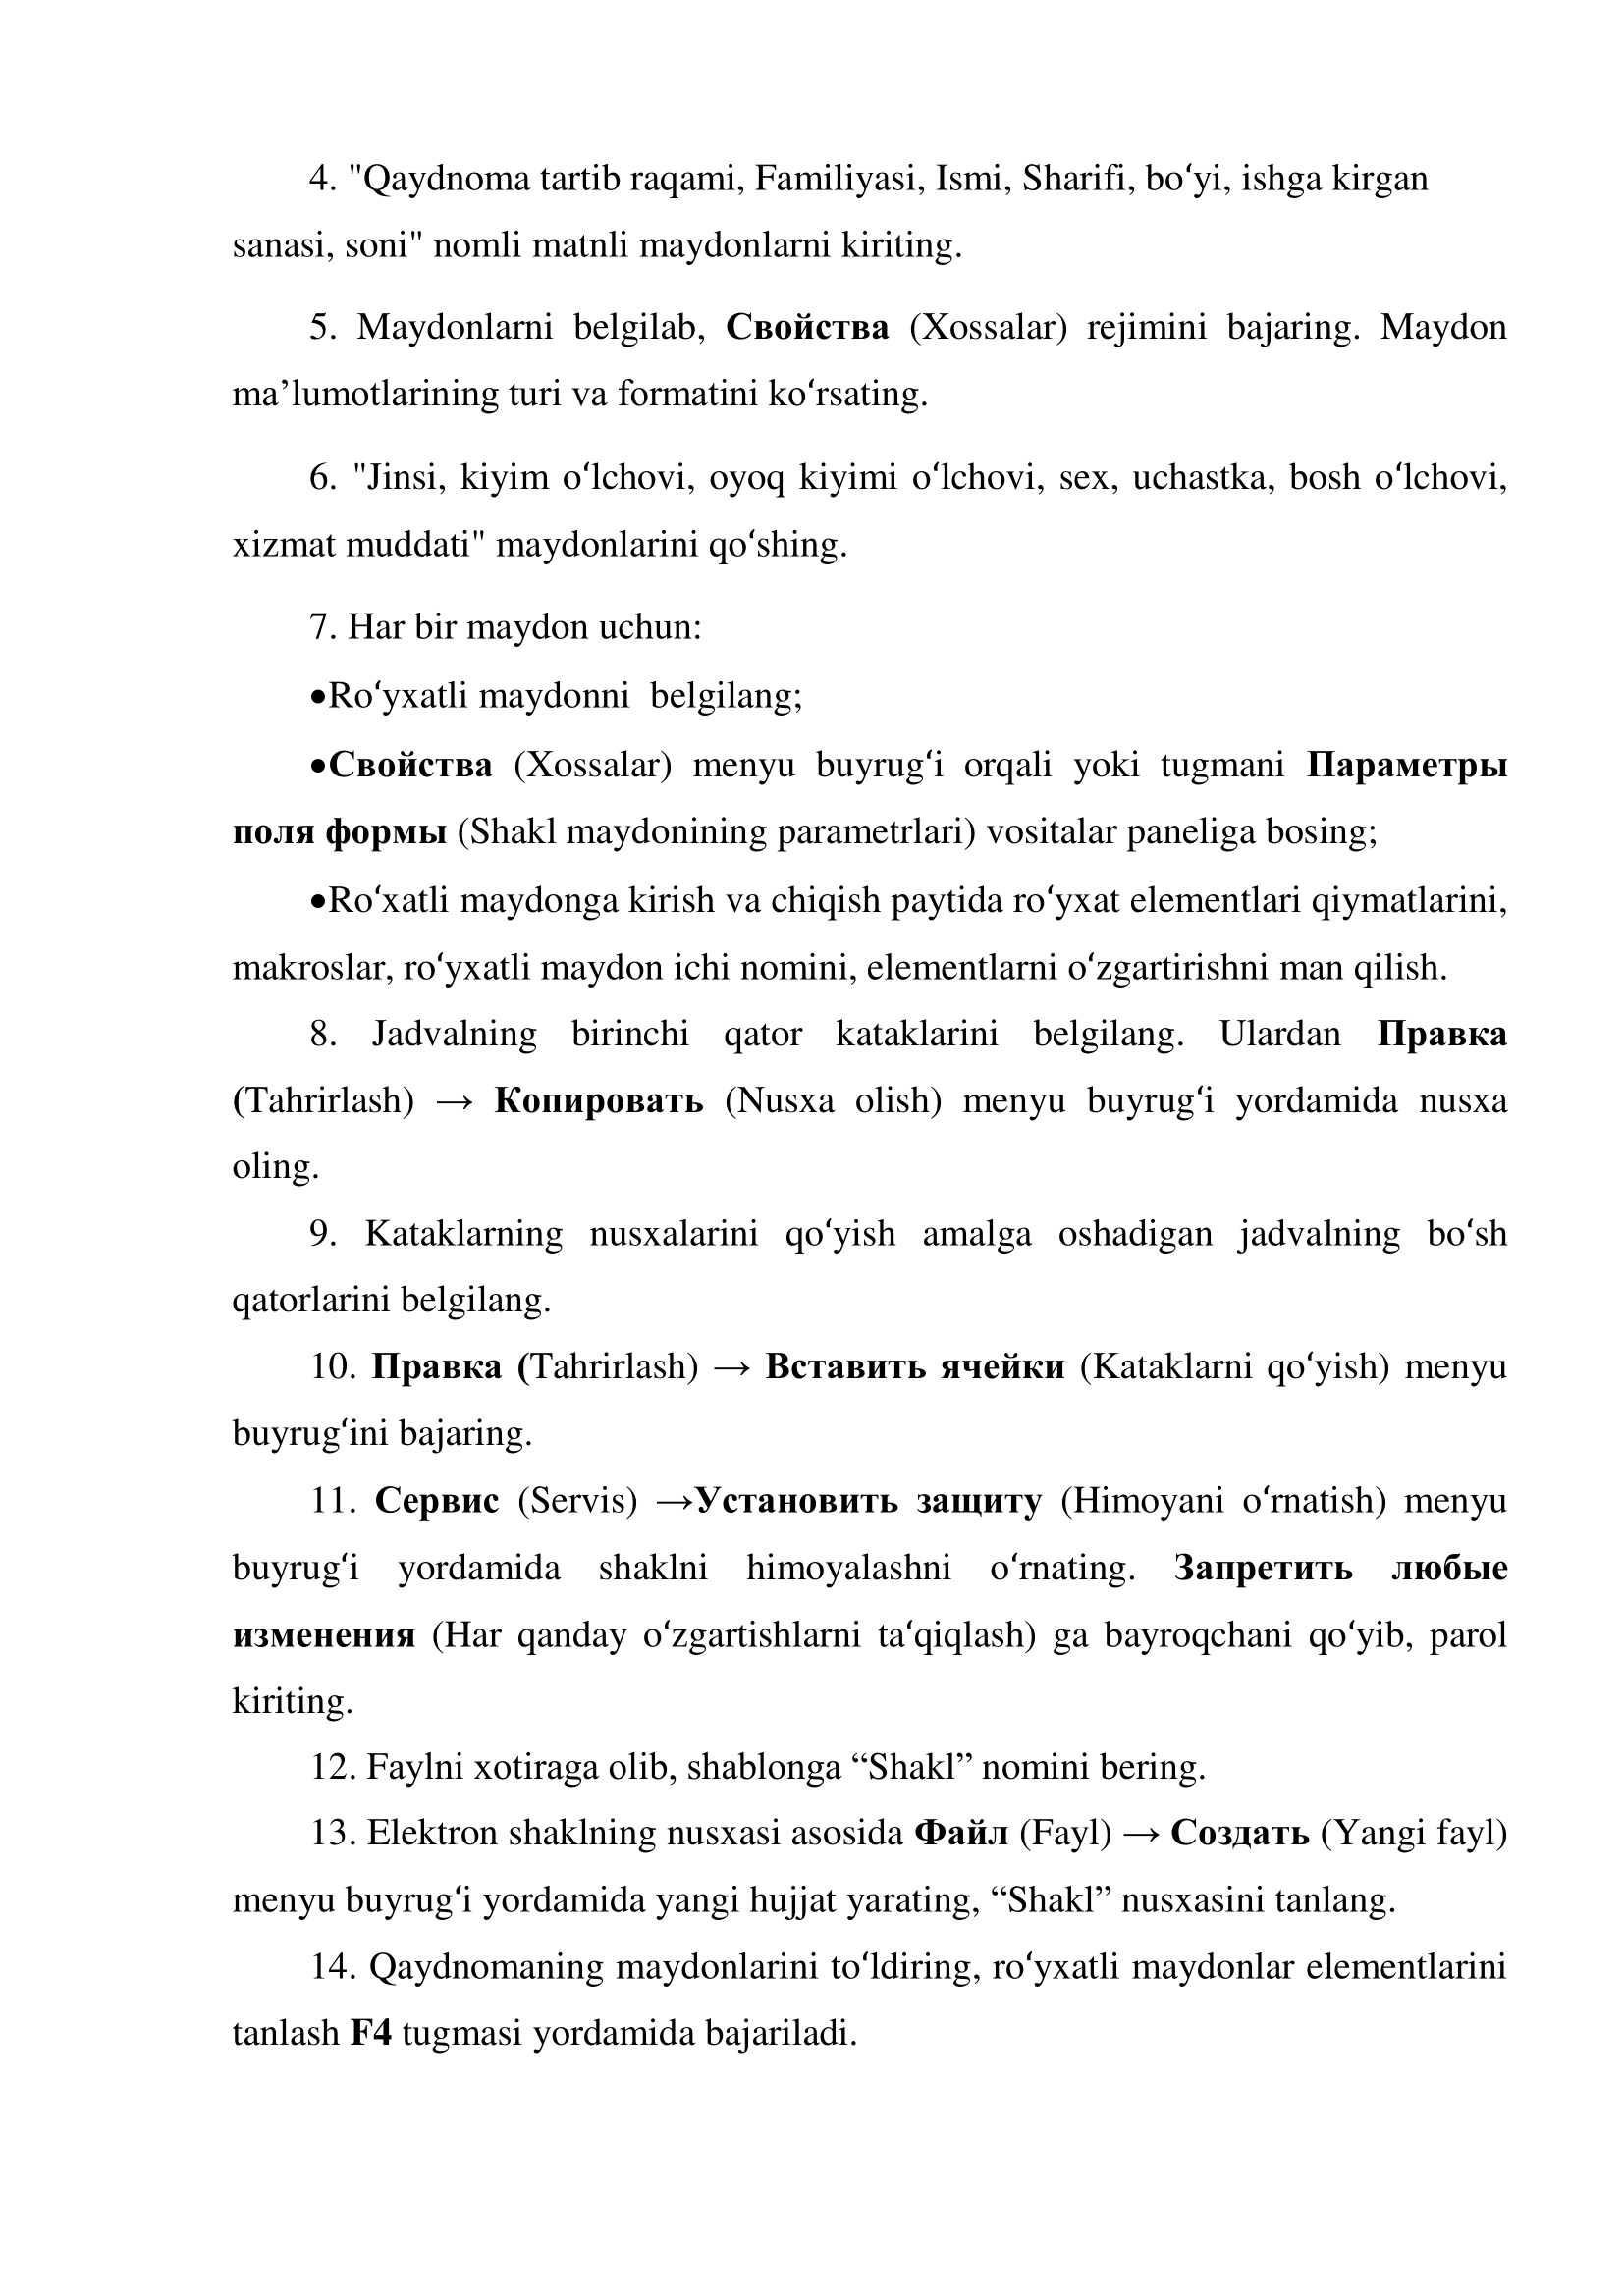 4. "Qaydnoma tartib raqami, Familiyasi, Ismi, Sharifi, bo‘yi, ishga kirgan
sanasi, soni" nomli matnli maydonlarni kiriting.
5. Maydonlarni belgilab, Свойства (Xossalar) rejimini bajaring. Maydon
ma’lumotlarining turi va formatini ko‘rsating.
6. "Jinsi, kiyim o‘lchovi, oyoq kiyimi o‘lchovi, sex, uchastka, bosh o‘lchovi,
xizmat muddati" maydonlarini qo‘shing.
7. Har bir maydon uchun:
•Ro‘yxatli maydonni  belgilang;
•Свойства (Xossalar) menyu buyrug‘i orqali yoki tugmani Параметры
поля формы (Shakl maydonining parametrlari) vositalar paneliga bosing;
•Ro‘xatli maydonga kirish va chiqish paytida ro‘yxat elementlari qiymatlarini,
makroslar, ro‘yxatli maydon ichi nomini, elementlarni o‘zgartirishni man qilish.
8. Jadvalning birinchi qator kataklarini belgilang. Ulardan Правка
(Tahrirlash) → Копировать (Nusxa olish) menyu buyrug‘i yordamida nusxa
oling.
9. Kataklarning nusxalarini qo‘yish amalga oshadigan jadvalning bo‘sh
qatorlarini belgilang.
10. Правка (Tahrirlash) → Вставить ячейки (Kataklarni qo‘yish) menyu
buyrug‘ini bajaring.
11. Сервис (Servis) →Установить защиту (Himoyani o‘rnatish) menyu
buyrug‘i yordamida shaklni himoyalashni o‘rnating. Запретить любые
изменения (Har qanday o‘zgartishlarni ta‘qiqlash) ga bayroqchani qo‘yib, parol
kiriting.
12. Faylni xotiraga olib, shablonga “Shakl” nomini bering.
13. Elektron shaklning nusxasi asosida Файл (Fayl) → Создать (Yangi fayl)
menyu buyrug‘i yordamida yangi hujjat yarating, “Shakl” nusxasini tanlang.
14. Qaydnomaning maydonlarini to‘ldiring, ro‘yxatli maydonlar elementlarini
tanlash F4 tugmasi yordamida bajariladi.